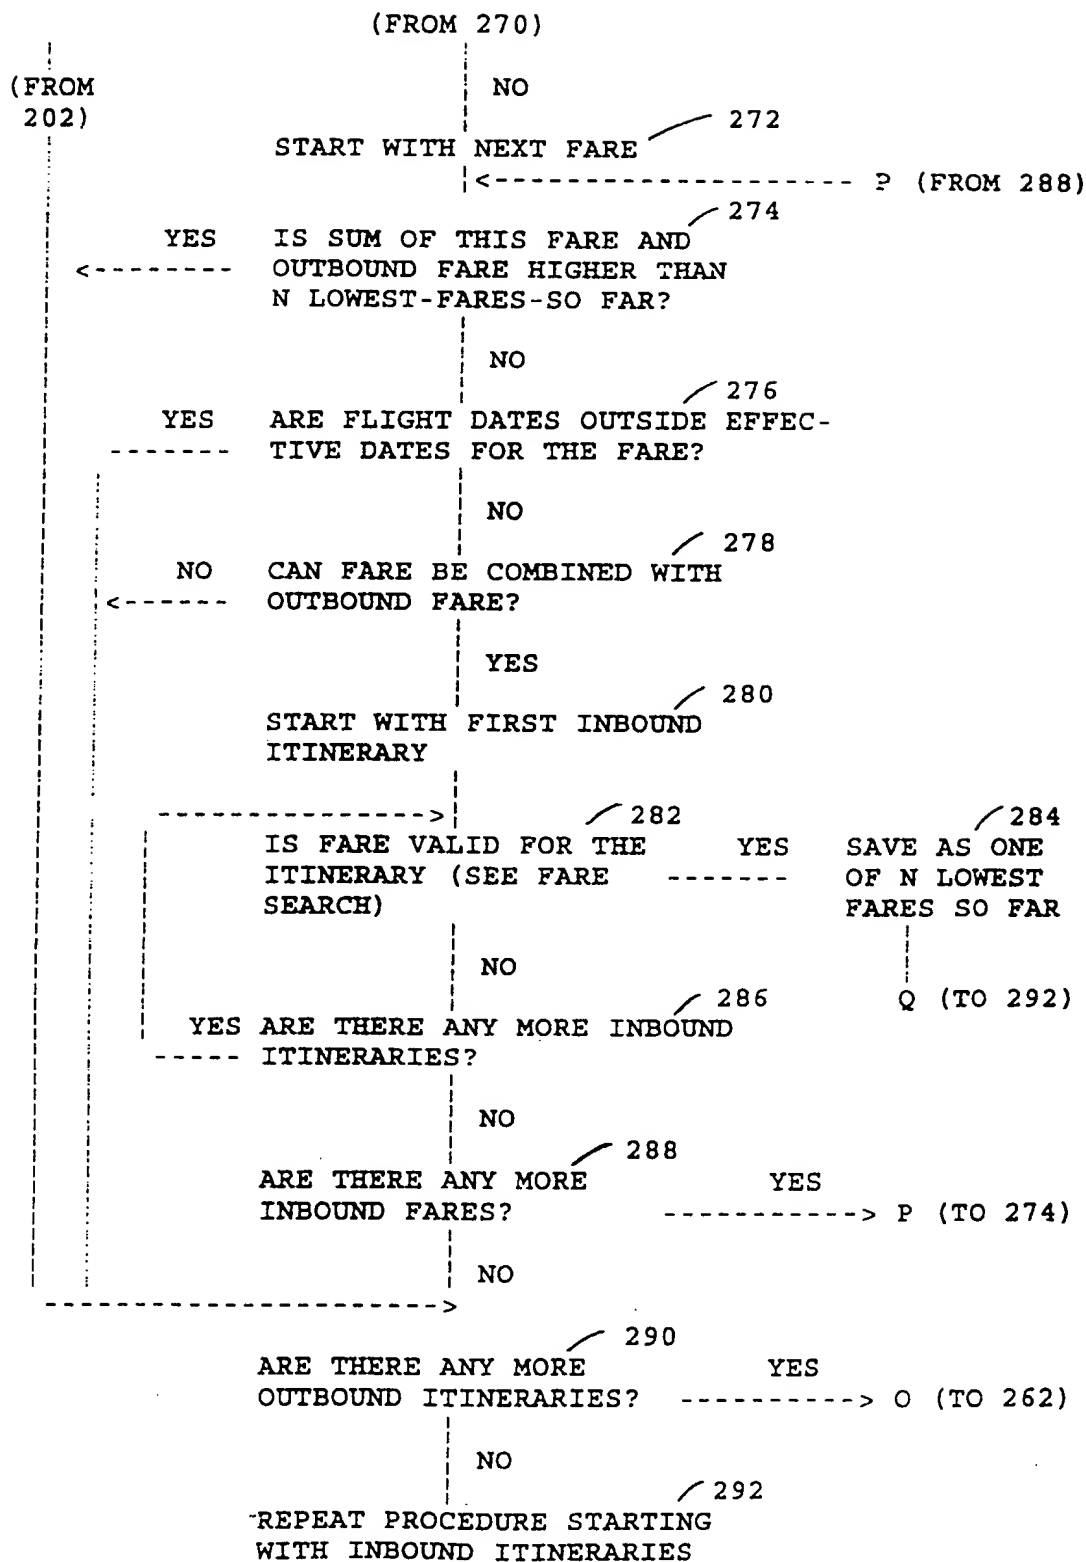 (FROM 270)
(FROM
202)
NO
272
START WITH NEXT FARE
P (FROM 288)
274
YES IS SUM OF THIS FARE AND
OUTBOUND FARE HIGHER THAN
N LOWEST-FARES-SO FAR?
NO
276
YES ARE FLIGHT DATES OUTSIDE EFFEC-
TIVE DATES FOR THE FARE?
NO
278
NO CAN FARE BE COMBINED WITH
OUTBOUND FARE?
YES
280
START WITH FIRST INBOUND
ITINERARY
282
IS FARE VALID FOR THE
ITINERARY (SEE FARE
SEARCH)
YES
284
SAVE AS ONE
OF N LOWEST
FARES SO FAR
NO
Q (TO 292)
286
YES ARE THERE ANY MORE INBOUND
ITINERARIES?
NO
288
ARE THERE ANY MORE
INBOUND FARES?
YES
P (TO 274)
NO
290
ARE THERE ANY MORE
OUTBOUND ITINERARIES?
YES
O (TO 262)
NO
292
REPEAT PROCEDURE STARTING
WITH INBOUND ITINERARIES